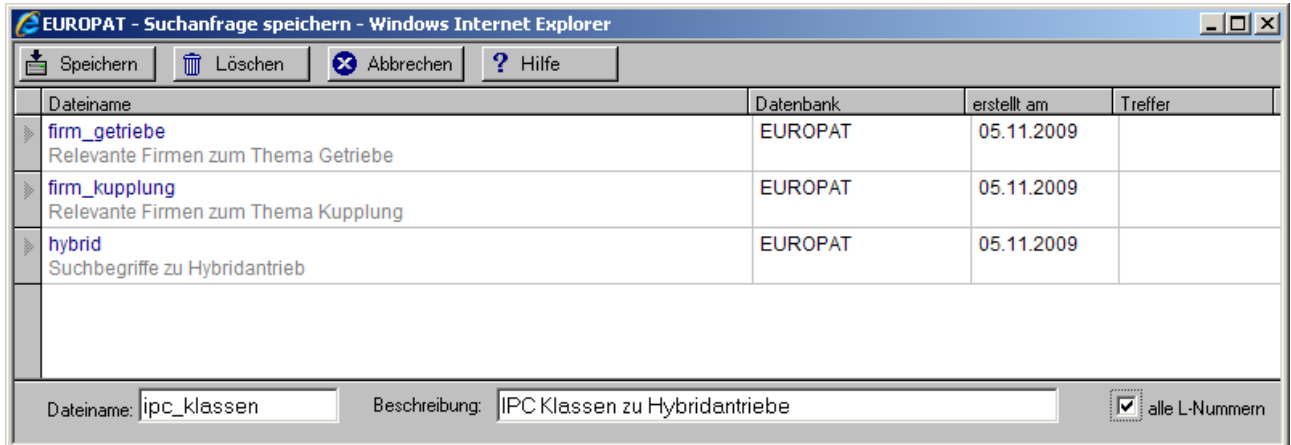 EUROPAT - Suchanfrage speichern - Windows Internet Explorer
Speichern Löschen Abbrechen ? Hilfe
Dateiname Datenbank erstellt am Treffer
firm_getriebe EUROPAT 05.11.2009
Relevante Firmen zum Thema Getriebe
firm_kupplung EUROPAT 05.11.2009
Relevante Firmen zum Thema Kupplung
hybrid EUROPAT 05.11.2009
Suchbegriffe zu Hybridantrieb
Dateiname: ipc_klassen Beschreibung: IPC Klassen zu Hybridantriebe alle L-Nummern